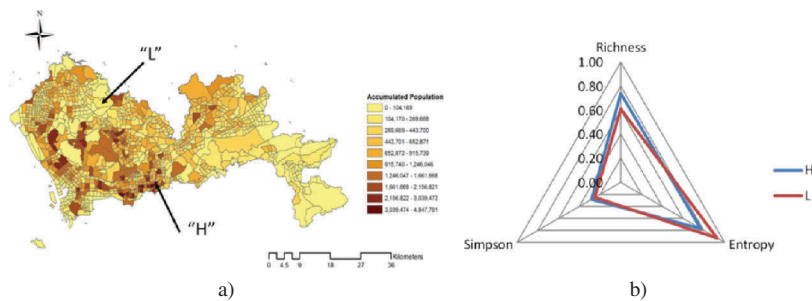 N
“L”
“H”
Accumulated Population
0 - 104,169
104,170 - 269,668
269,669 - 443,700
443,701 - 652,871
652,872 - 915,739
915,740 - 1,246,046
1,246,047 - 1,661,668
1,661,669 - 2,156,821
2,156,822 - 3,039,473
3,039,474 - 4,847,781
Kilometers
0 4.5 9 18 27 36
a)
Richness
1.00
0.80
0.60
0.40
0.20
0.00
Simpson
Entropy
H
L
b)